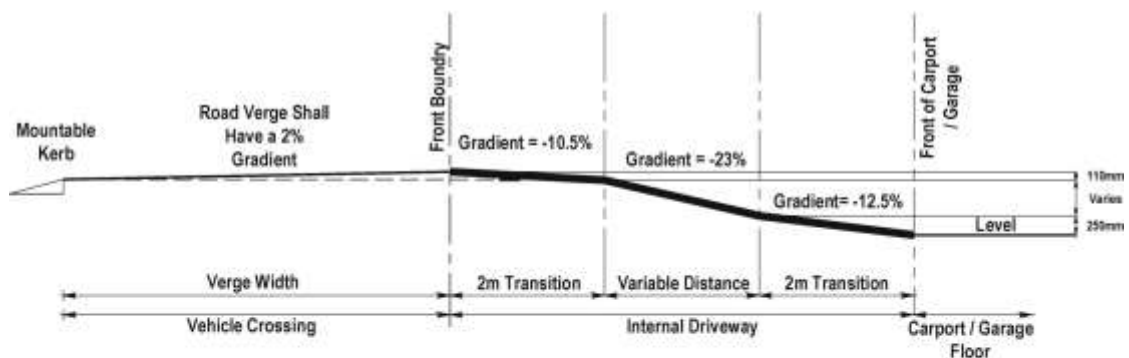 Mountable
Kerb
Road Verge Shall
Have a 2%
Gradient
Front Boundry
Gradient = -10.5%
Gradient = -23%
Gradient= -12.5%
Front of Carport
/ Garage
110mm
Varies
250mm
Level
Verge Width
2m Transition
Variable Distance
2m Transition
Vehicle Crossing
Internal Driveway
Carport / Garage
Floor